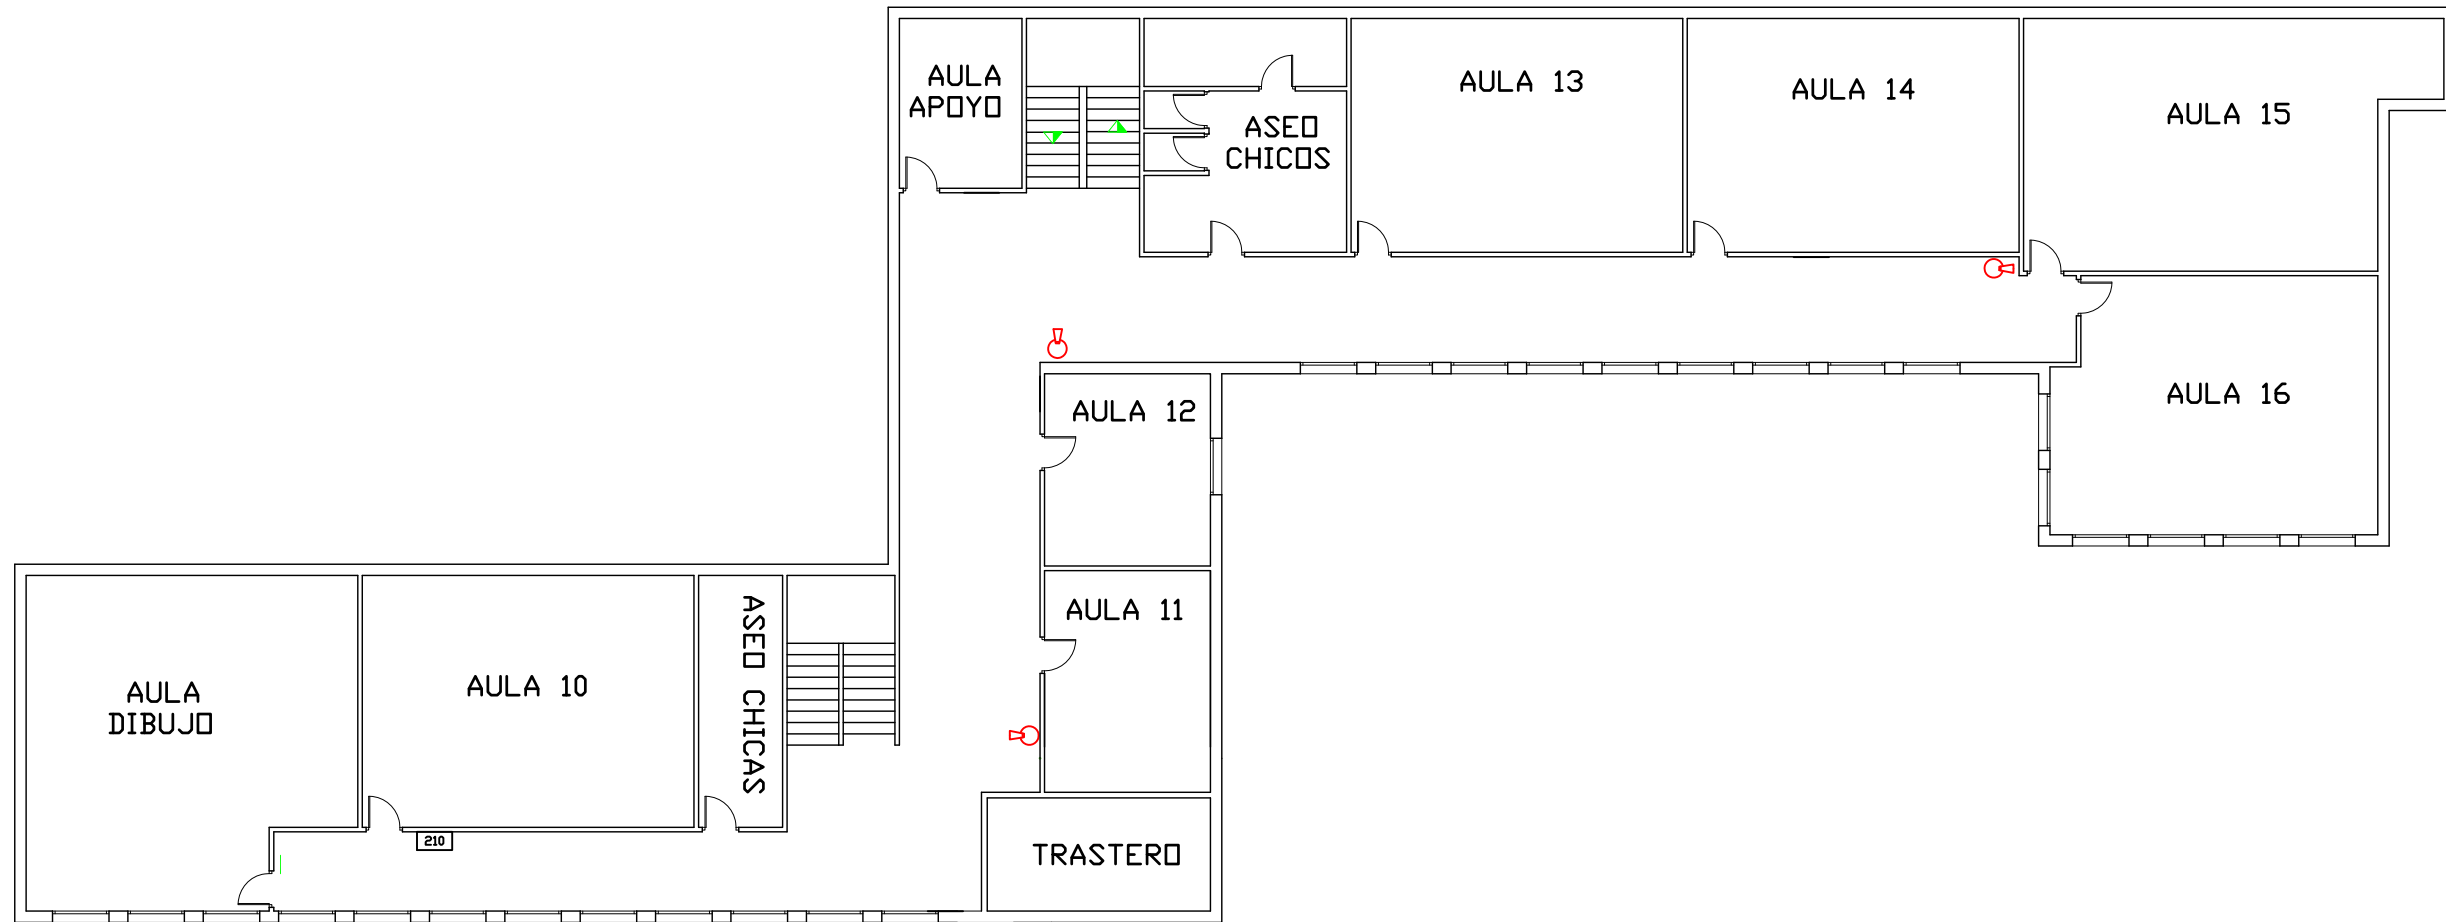 AULA
APOYO
ASEO
CHICOS
AULA 13
AULA 14
AULA 15
AULA 12
AULA 16
AULA 11
AULA
DIBUJO
AULA 10
ASEO CHICAS
210
TRASTERO